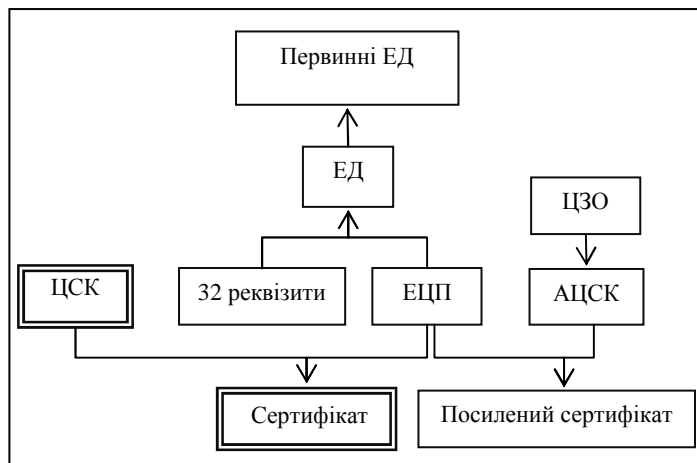 Первинні ЕД
ЕД
ЦЗО
ЦСК
32 реквізити
ЕЦП
АЦСК
Сертифікат
Посилений сертифікат